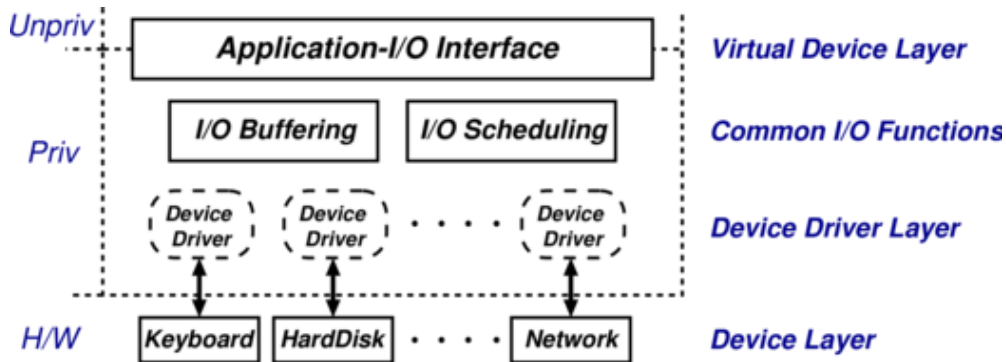 Unpriv
Application-I/O Interface
Virtual Device Layer
Priv
I/O Buffering
I/O Scheduling
Common I/O Functions
Device
Driver
Device
Driver
Device
Driver
Device Driver Layer
H/W
Keyboard
HardDisk
Network
Device Layer